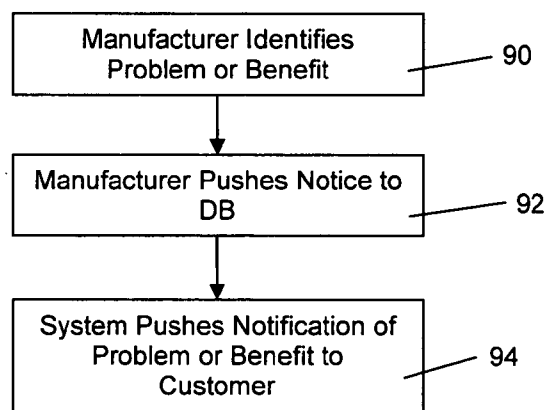 Manufacturer Identifies
Problem or Benefit
90
Manufacturer Pushes Notice to
DB
92
System Pushes Notification of
Problem or Benefit to
Customer
94